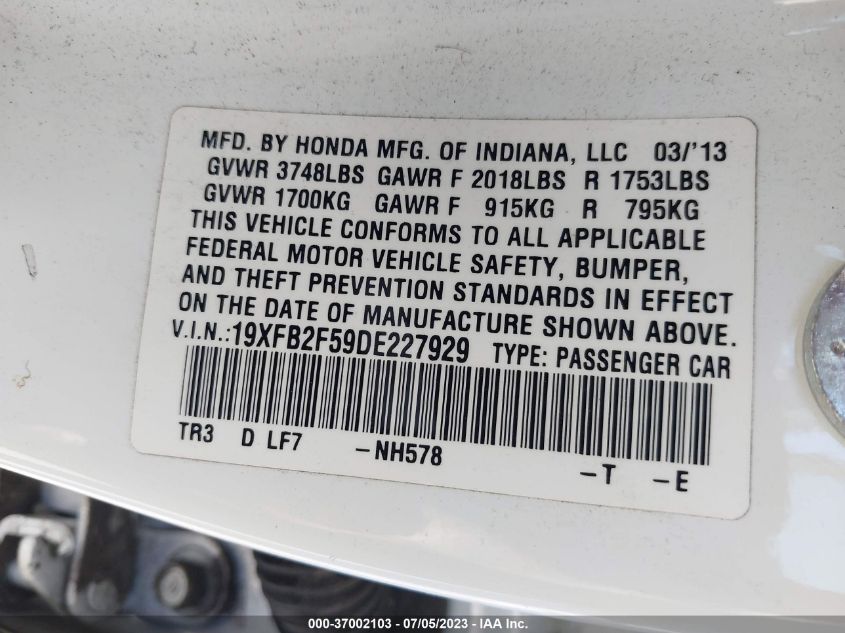 MFD. BY HONDA MFG. OF INDIANA, LLC 03/'13
GVWR 3748LBS GAWR F 2018LBS R 1753LBS
GVWR 1700KG GAWR F 915KG R 795KG
THIS VEHICLE CONFORMS TO ALL APPLICABLE
FEDERAL MOTOR VEHICLE SAFETY, BUMPER,
AND THEFT PREVENTION STANDARDS IN EFFECT
ON THE DATE OF MANUFACTURE SHOWN ABOVE.
V.I.N.:19XFB2F59DE227929 TYPE: PASSENGER CAR
TR3 D LF7 -NH578 -T -E
000-37002103 / 07/05/2023 - IAA Inc.